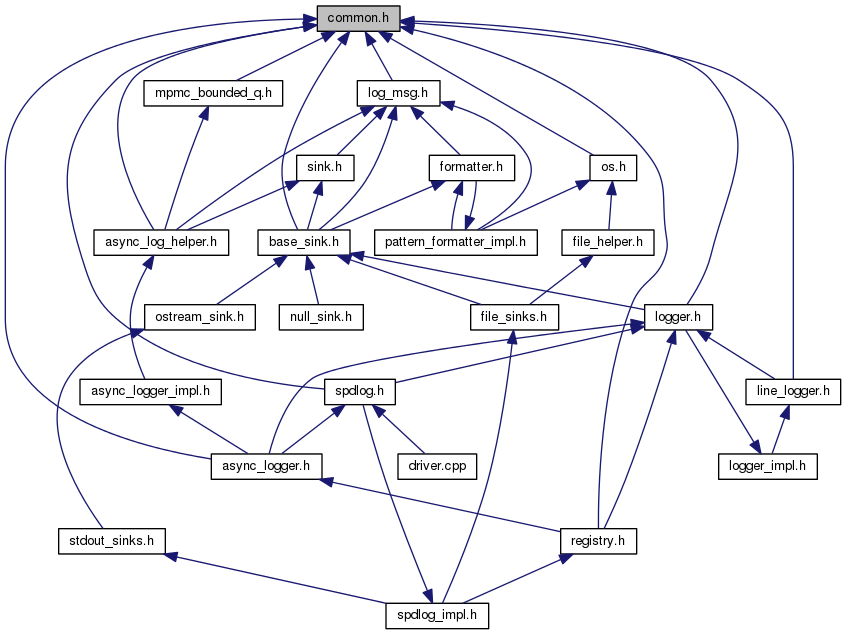 common.h
mpmc_bounded_q.h
log_msg.h
sink.h
formatter.h
os.h
async_log_helper.h
base_sink.h
pattern_formatter_impl.h
file_helper.h
ostream_sink.h
null_sink.h
file_sinks.h
logger.h
async_logger_impl.h
spdlog.h
line_logger.h
async_logger.h
driver.cpp
logger_impl.h
stdout_sinks.h
registry.h
spdlog_impl.h